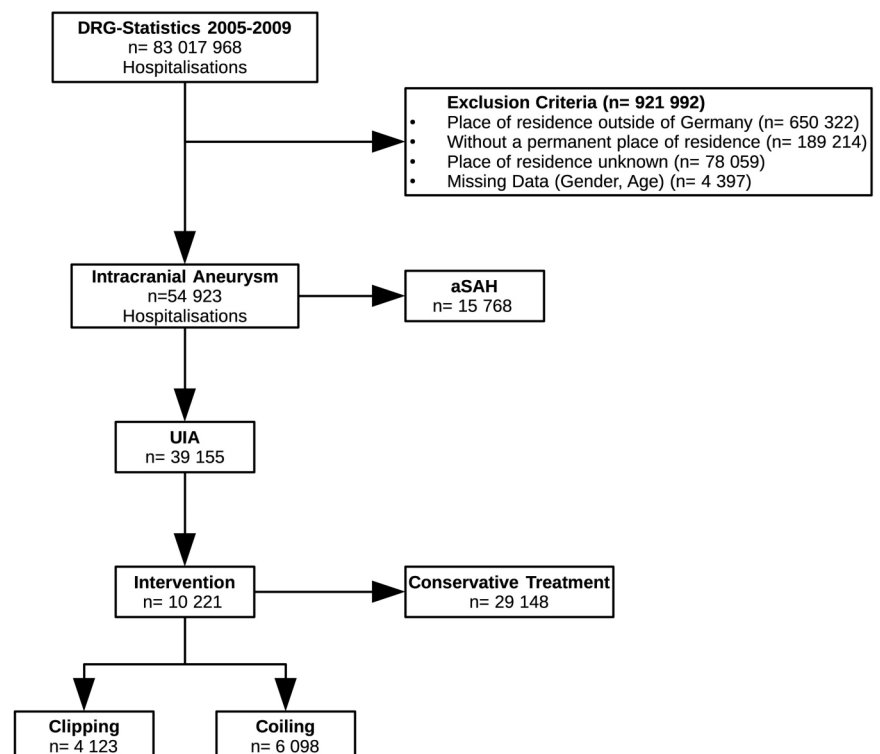 DRG-Statistics 2005-2009
n= 83 017 968
Hospitalisations
Exclusion Criteria (n= 921 992)
• Place of residence outside of Germany (n= 650 322)
• Without a permanent place of residence (n= 189 214)
• Place of residence unknown (n= 78 059)
• Missing Data (Gender, Age) (n= 4 397)
Intracranial Aneurysm
n=54 923
Hospitalisations
aSAH
n= 15 768
UIA
n= 39 155
Intervention
n= 10 221
Conservative Treatment
n= 29 148
Clipping
n= 4 123
Coiling
n= 6 098